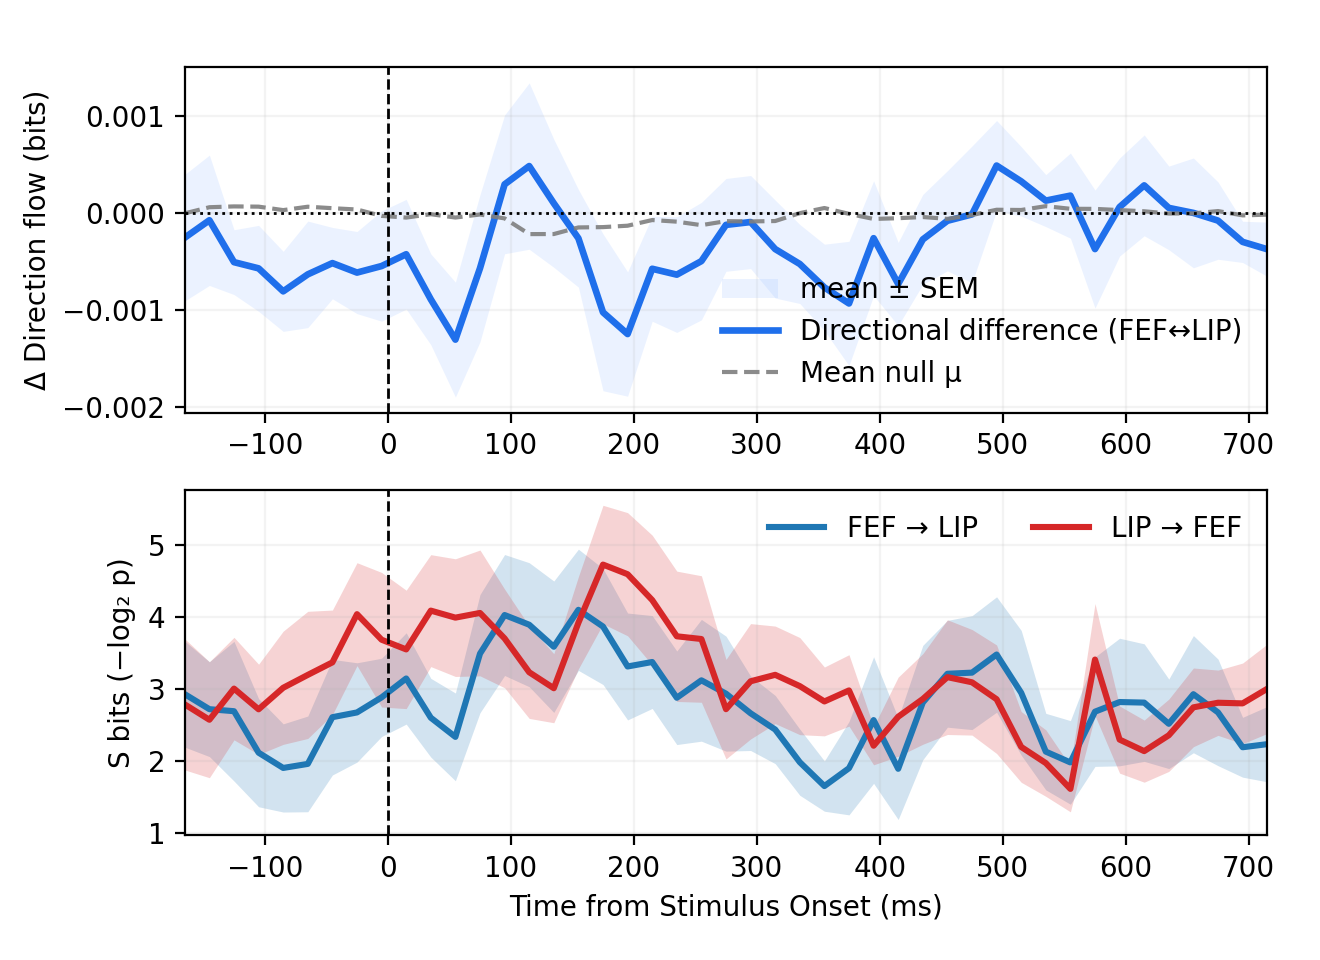 Δ Direction flow (bits)
0.001
0.000
−0.001
−0.002
mean ± SEM
Directional difference (FEF↔LIP)
Mean null μ
−100 0 100 200 300 400 500 600 700
S bits (−log₂ p)
5
4
3
2
1
FEF → LIP LIP → FEF
−100 0 100 200 300 400 500 600 700
Time from Stimulus Onset (ms)